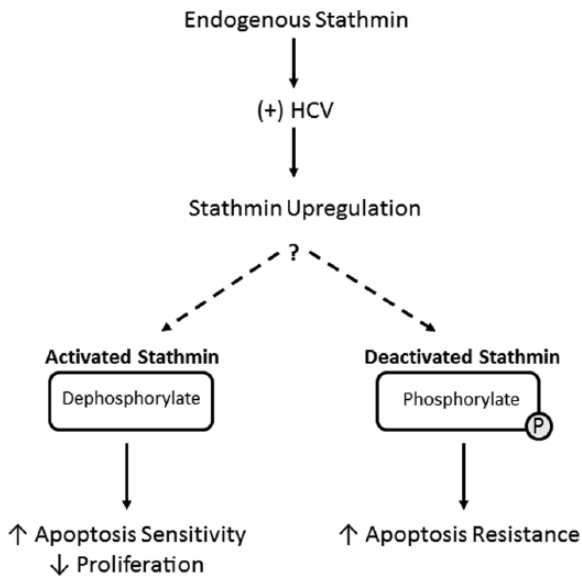 Endogenous Stathmin
(+) HCV
Stathmin Upregulation
?
Activated Stathmin
Deactivated Stathmin
Dephosphorylate
Phosphorylate
P
↑ Apoptosis Sensitivity
↓ Proliferation
↑ Apoptosis Resistance